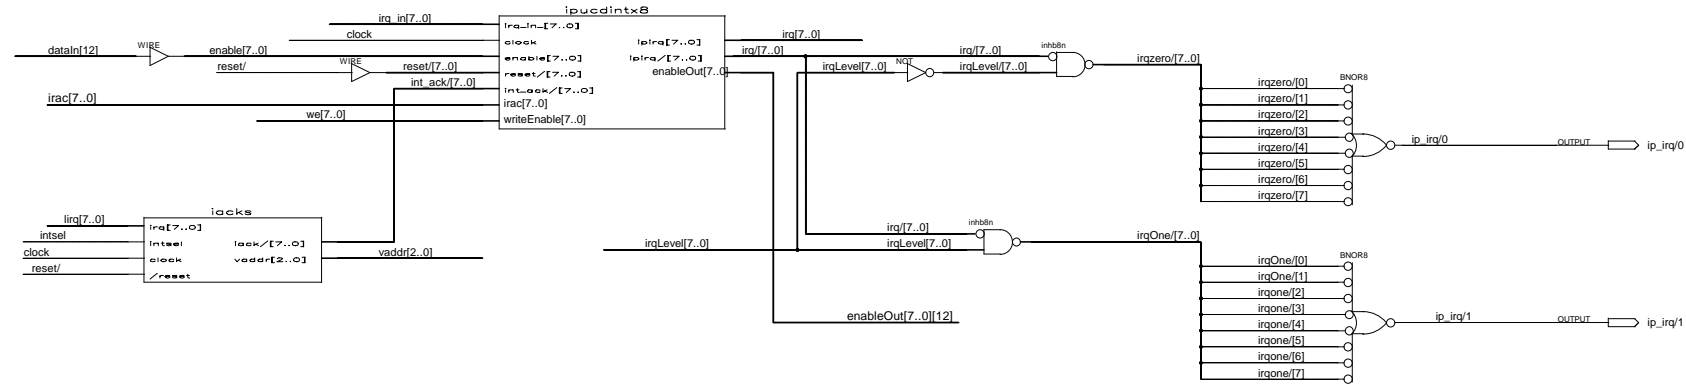 ipucdintx8
irq_in[7..0]
irq_in_[7..0]
clock
clock
dataIn[12]
WIRE
enable[7..0]
enable[7..0]
reset/
WIRE
reset/[7..0]
reset/[7..0]
int_ack/[7..0]
int_ack/[7..0]
irac[7..0]
irac[7..0]
we[7..0]
writeEnable[7..0]
ipirq[7..0]
irq[7..0]
ipirq/[7..0]
irq/[7..0]
enableOut[7..0]
irqLevel[7..0]
NOT
irqLevel/[7..0]
irq/[7..0]
inhb8n
irqzero/[7..0]
BNOR8
irqzero/[0]
irqzero/[1]
irqzero/[2]
irqzero/[3]
irqzero/[4]
irqzero/[5]
irqzero/[6]
irqzero/[7]
ip_irq/0
OUTPUT
ip_irq/0
iacks
lirq[7..0]
irq[7..0]
intsel
intsel
clock
clock
reset/
/reset
iack/[7..0]
vaddr[2..0]
vaddr[2..0]
irqLevel[7..0]
irq/[7..0]
irqLevel[7..0]
inhb8n
irqOne/[7..0]
enableOut[7..0][12]
BNOR8
irqOne/[0]
irqOne/[1]
irqone/[2]
irqone/[3]
irqone/[4]
irqone/[5]
irqone/[6]
irqone/[7]
ip_irq/1
OUTPUT
ip_irq/1